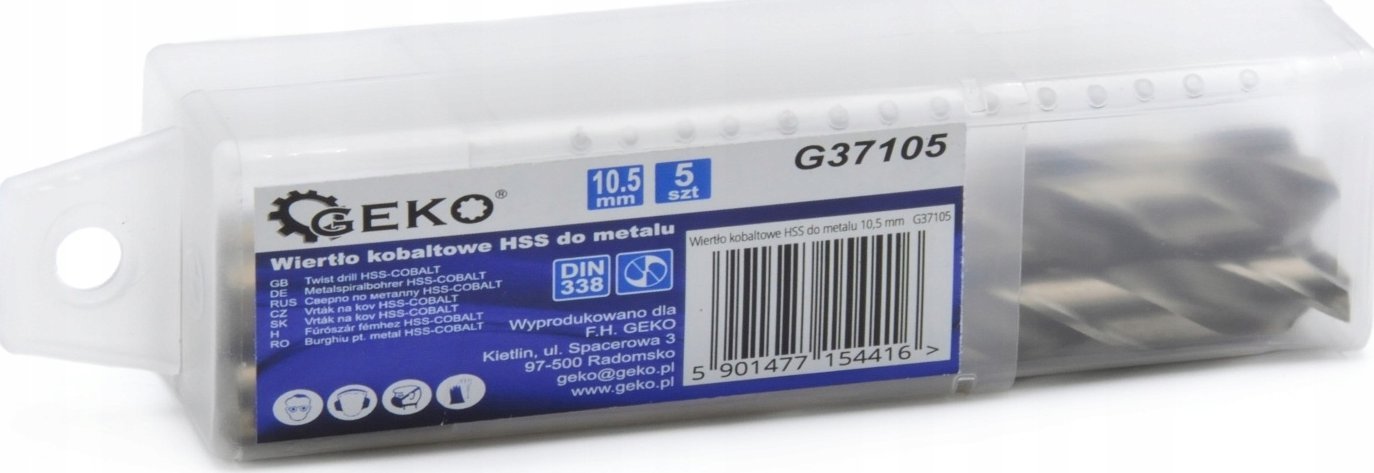 GEKO®
10.5 mm
5 szt
G37105
Wiertło kobaltowe HSS do metalu
GB Twist drill HSS-COBALT
DE Metalspiralbohrer HSS-COBALT
RUS Сверло по металлу HSS-COBALT
CZ Vrták na kov HSS-COBALT
SK Vrták na kov HSS-COBALT
H Fúrószár fémhez HSS-COBALT
RO Burghiu pt. metal HSS-COBALT
DIN
338
Wyprodukowano dla
F.H. GEKO
Kietlin, ul. Spacerowa 3
97-500 Radomsko
geko@geko.pl
www.geko.pl
Wiertło kobaltowe HSS do metalu 10,5 mm G37105
5 901477 154416 >